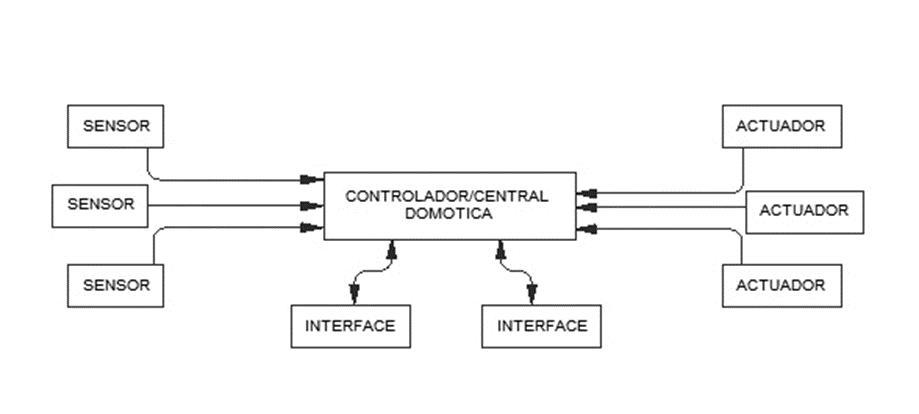 SENSOR
ACTUADOR
CONTROLADOR/CENTRAL
DOMOTICA
SENSOR
ACTUADOR
SENSOR
ACTUADOR
INTERFACE
INTERFACE